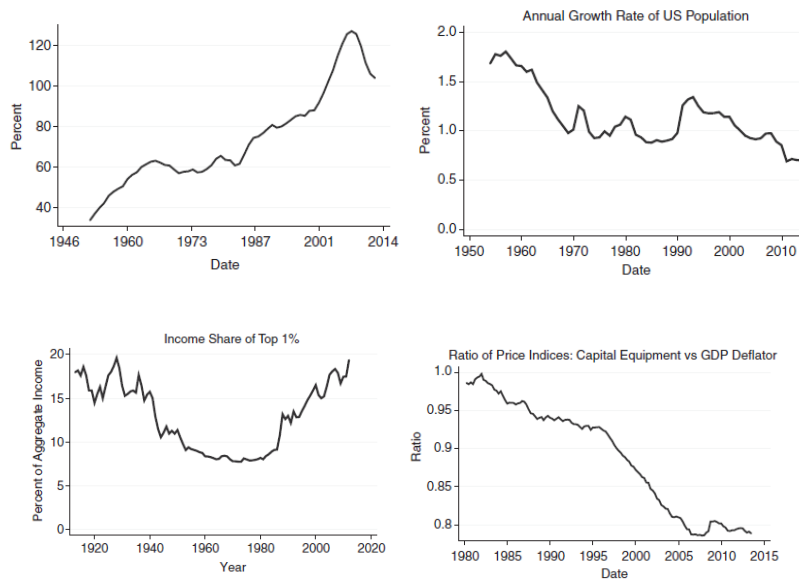 120
100
80
60
40
Percent
1946 1960 1973 1987 2001 2014
Date
Annual Growth Rate of US Population
2.0
1.5
1.0
0.5
0.0
Percent
1950 1960 1970 1980 1990 2000 2010
Date
Income Share of Top 1%
20
15
10
5
0
Percent of Aggregate Income
1920 1940 1960 1980 2000 2020
Year
Ratio of Price Indices: Capital Equipment vs GDP Deflator
1.0
0.95
0.9
0.85
0.8
Ratio
1980 1985 1990 1995 2000 2005 2010 2015
Date